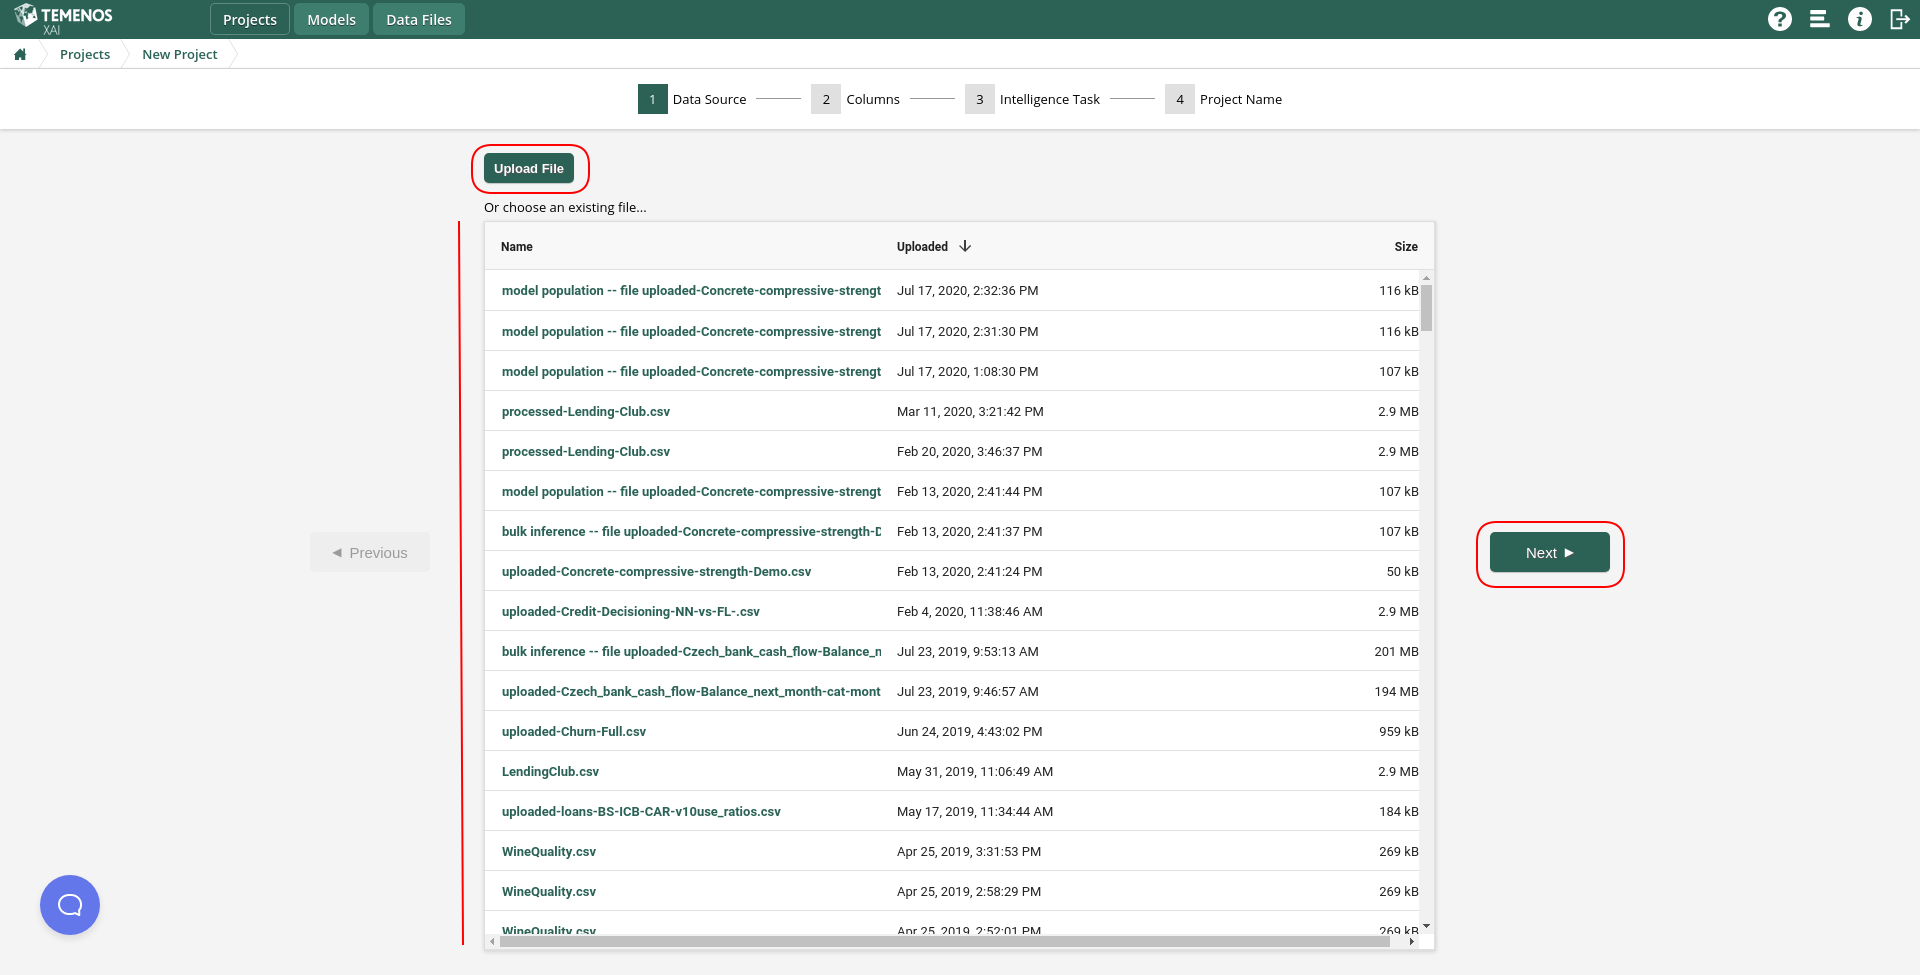 TEMENOS
XAI
Projects Models Data Files
Projects New Project
1 Data Source 2 Columns 3 Intelligence Task 4 Project Name
Upload File
Or choose an existing file...
Name Uploaded Size
model population -- file uploaded-Concrete-compressive-strengt Jul 17, 2020, 2:32:36 PM 116 kB
model population -- file uploaded-Concrete-compressive-strengt Jul 17, 2020, 2:31:30 PM 116 kB
model population -- file uploaded-Concrete-compressive-strengt Jul 17, 2020, 1:08:30 PM 107 kB
processed-Lending-Club.csv Mar 11, 2020, 3:21:42 PM 2.9 MB
processed-Lending-Club.csv Feb 20, 2020, 3:46:37 PM 2.9 MB
model population -- file uploaded-Concrete-compressive-strengt Feb 13, 2020, 2:41:44 PM 107 kB
bulk inference -- file uploaded-Concrete-compressive-strength-D Feb 13, 2020, 2:41:37 PM 107 kB
◄ Previous
Next ►
uploaded-Concrete-compressive-strength-Demo.csv Feb 13, 2020, 2:41:24 PM 50 kB
uploaded-Credit-Decisioning-NN-vs-FL-.csv Feb 4, 2020, 11:38:46 AM 2.9 MB
bulk inference -- file uploaded-Czech_bank_cash_flow-Balance_n Jul 23, 2019, 9:53:13 AM 201 MB
uploaded-Czech_bank_cash_flow-Balance_next_month-cat-mont Jul 23, 2019, 9:46:57 AM 194 MB
uploaded-Churn-Full.csv Jun 24, 2019, 4:43:02 PM 959 kB
LendingClub.csv May 31, 2019, 11:06:49 AM 2.9 MB
uploaded-loans-BS-ICB-CAR-v10use_ratios.csv May 17, 2019, 11:34:44 AM 184 kB
WineQuality.csv Apr 25, 2019, 3:31:53 PM 269 kB
WineQuality.csv Apr 25, 2019, 2:58:29 PM 269 kB
WineQuality.csv Apr 25, 2019, 2:52:01 PM 269 kB